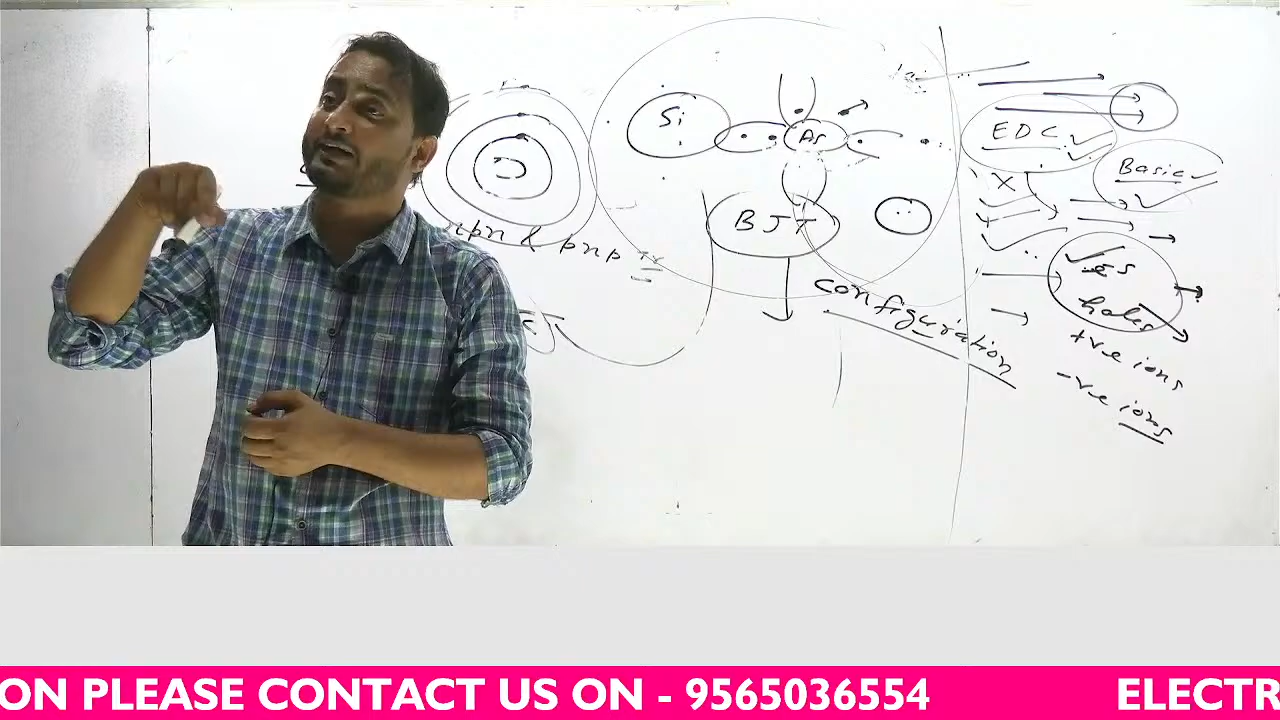 Si
As
EDC
Basic
npn & pnp
BJT
configuration
es
holes
+ve ions
-ve ions
ON PLEASE CONTACT US ON - 9565036554
ELECTR